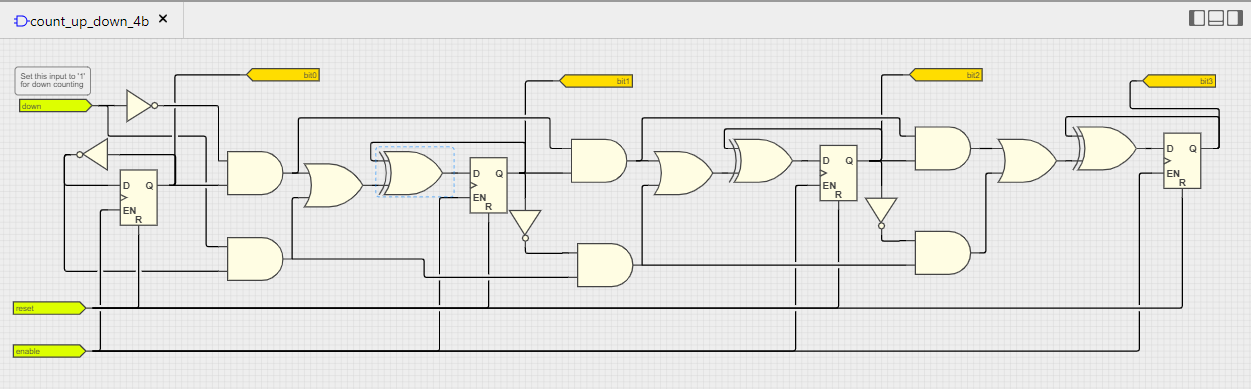 count_up_down_4b ×
Set this input to '1'
for down counting
down
bit0
bit1
bit2
bit3
D Q
EN
R
D Q
EN
R
D Q
EN
R
D Q
EN
R
reset
enable